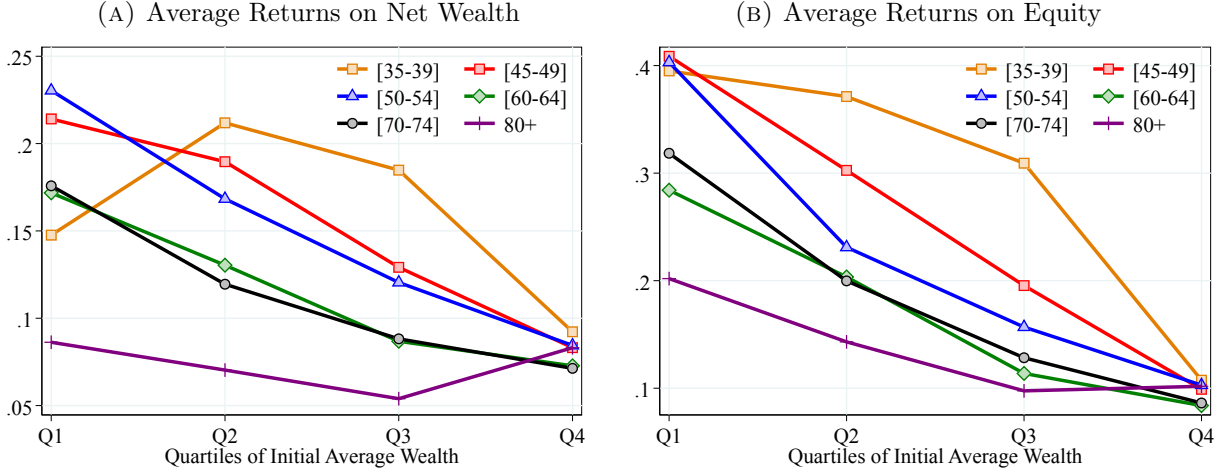 (A) Average Returns on Net Wealth
.25
.2
.15
.1
.05
[35-39] [45-49]
[50-54] [60-64]
[70-74] 80+
Q1 Q2 Q3 Q4
Quartiles of Initial Average Wealth
(B) Average Returns on Equity
.4
.3
.2
.1
[35-39] [45-49]
[50-54] [60-64]
[70-74] 80+
Q1 Q2 Q3 Q4
Quartiles of Initial Average Wealth